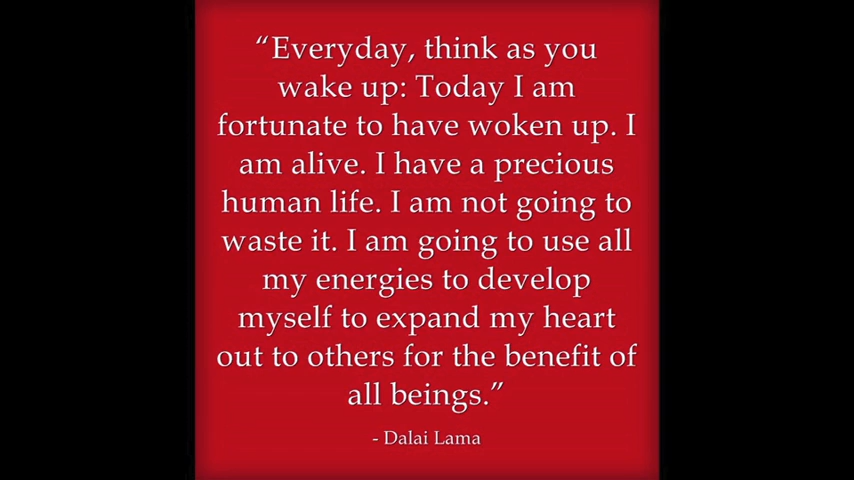 “Everyday, think as you
wake up: Today I am
fortunate to have woken up. I
am alive. I have a precious
human life. I am not going to
waste it. I am going to use all
my energies to develop
myself to expand my heart
out to others for the benefit of
all beings.”
- Dalai Lama